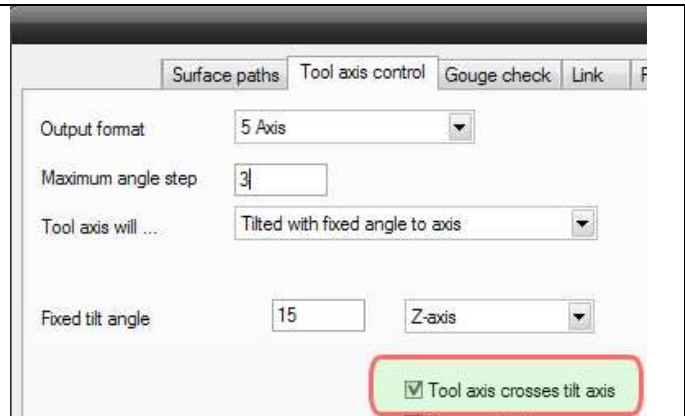 Surface paths Tool axis control Gouge check Link
Output format 5 Axis
Maximum angle step 3
Tool axis will ... Tilted with fixed angle to axis
Fixed tilt angle 15 Z-axis
Tool axis crosses tilt axis